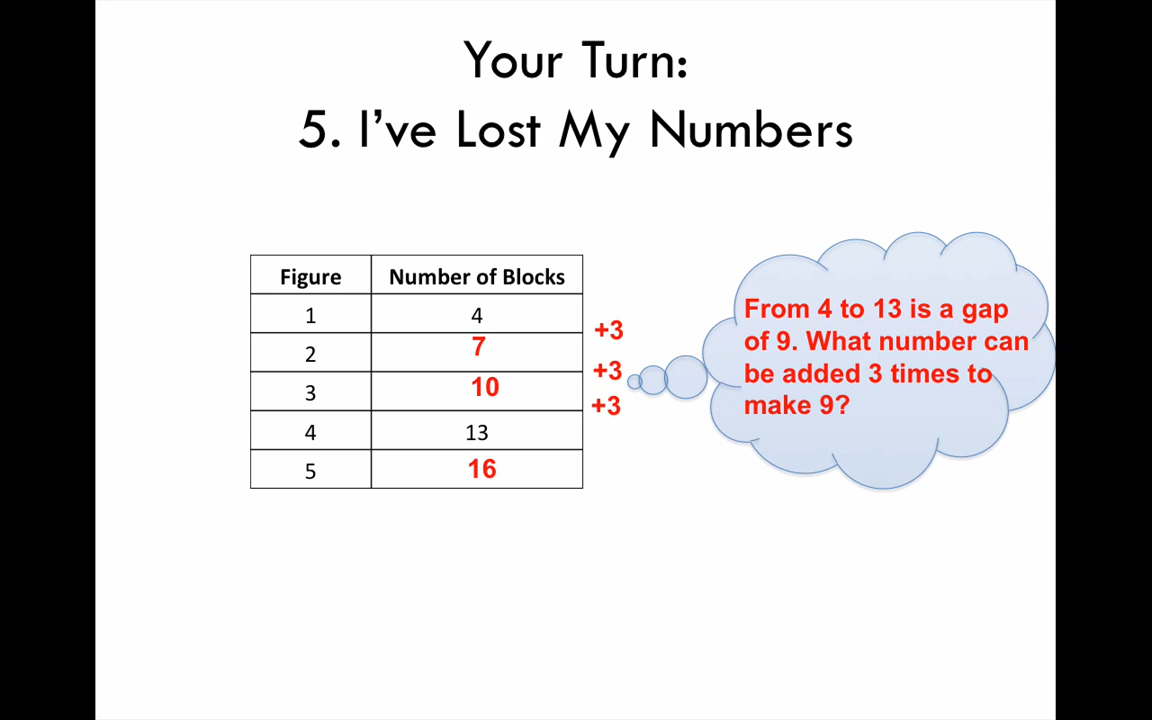 Your Turn:
5. I've Lost My Numbers
Figure Number of Blocks
1 4
+3
2 7
3 10 +3
+3
4 13
5 16
From 4 to 13 is a gap
of 9. What number can
be added 3 times to
make 9?